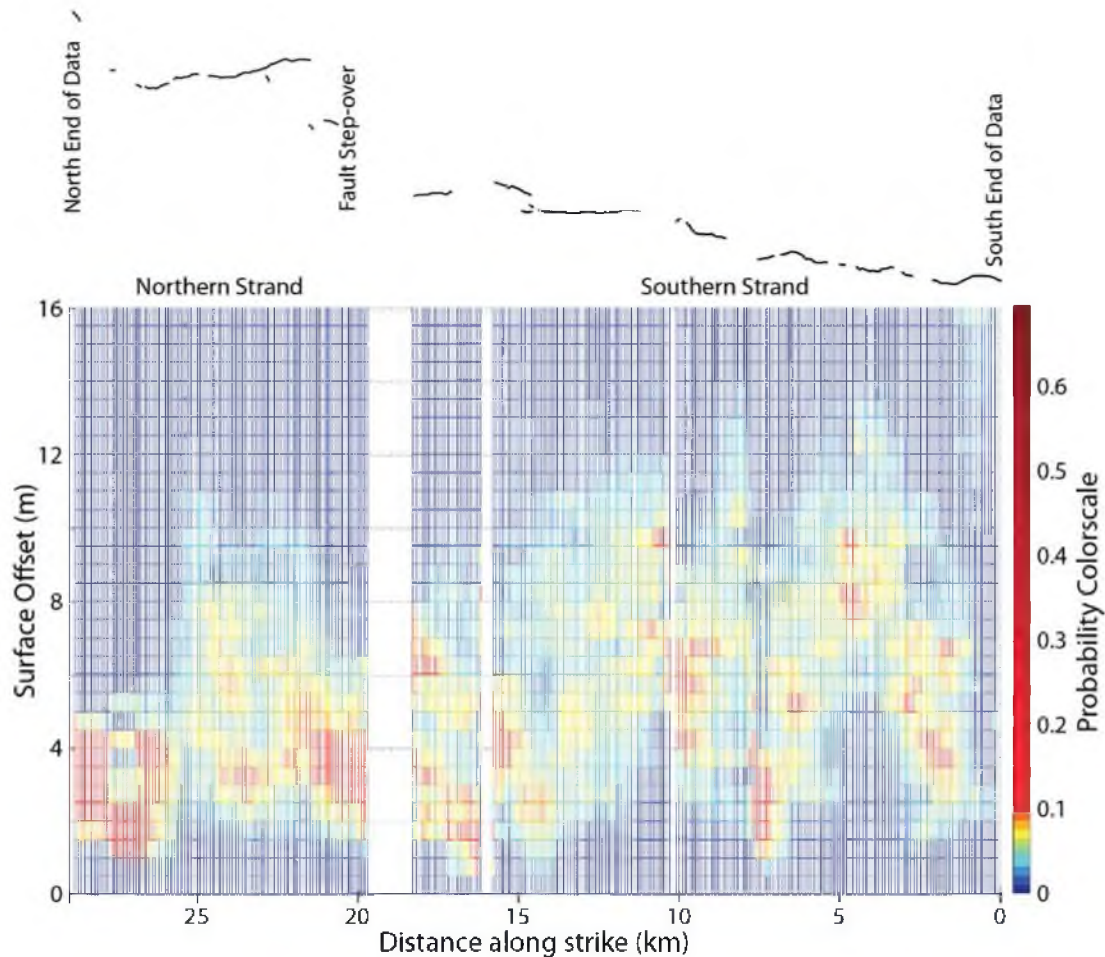 North End of Data
Fault Step-over
South End of Data
Northern Strand
Southern Strand
16
12
8
4
0
Surface Offset (m)
25
20
15
10
5
0
Distance along strike (km)
0.6
0.5
0.4
0.3
0.2
0.1
0
Probability Colorscale